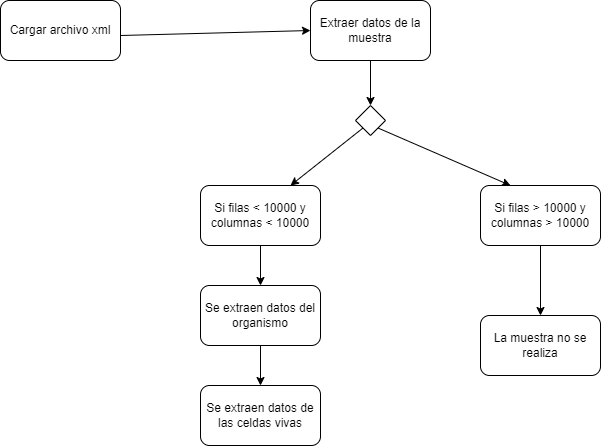 Cargar archivo xml
Extraer datos de la
muestra
Si filas < 10000 y
columnas < 10000
Si filas > 10000 y
columnas > 10000
Se extraen datos del
organismo
La muestra no se
realiza
Se extraen datos de
las celdas vivas